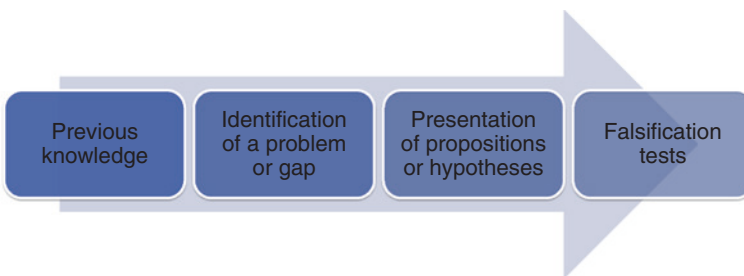 Previous
knowledge
Identification
of a problem
or gap
Presentation
of propositions
or hypotheses
Falsification
tests